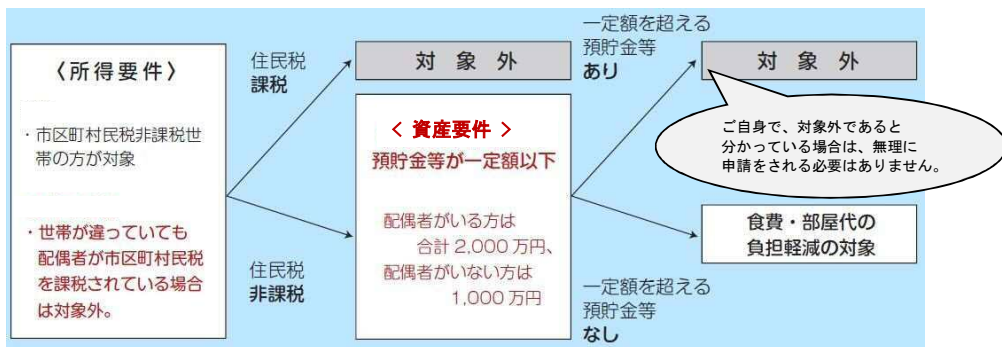 〈所得要件〉
・市区町村民税非課税世
帯の方が対象
・世帯が違っていても
配偶者が市区町村民税
を課税されている場合
は対象外。
住民税
課税
住民税
非課税
対 象 外
< 資産要件 >
預貯金等が一定額以下
配偶者がいる方は
合計2,000万円、
配偶者がいない方は
1,000万円
一定額を超える
預貯金等
あり
一定額を超える
預貯金等
なし
対 象 外
ご自身で、対象外であると
分かっている場合は、無理に
申請をされる必要はありません。
食費・部屋代の
負担軽減の対象